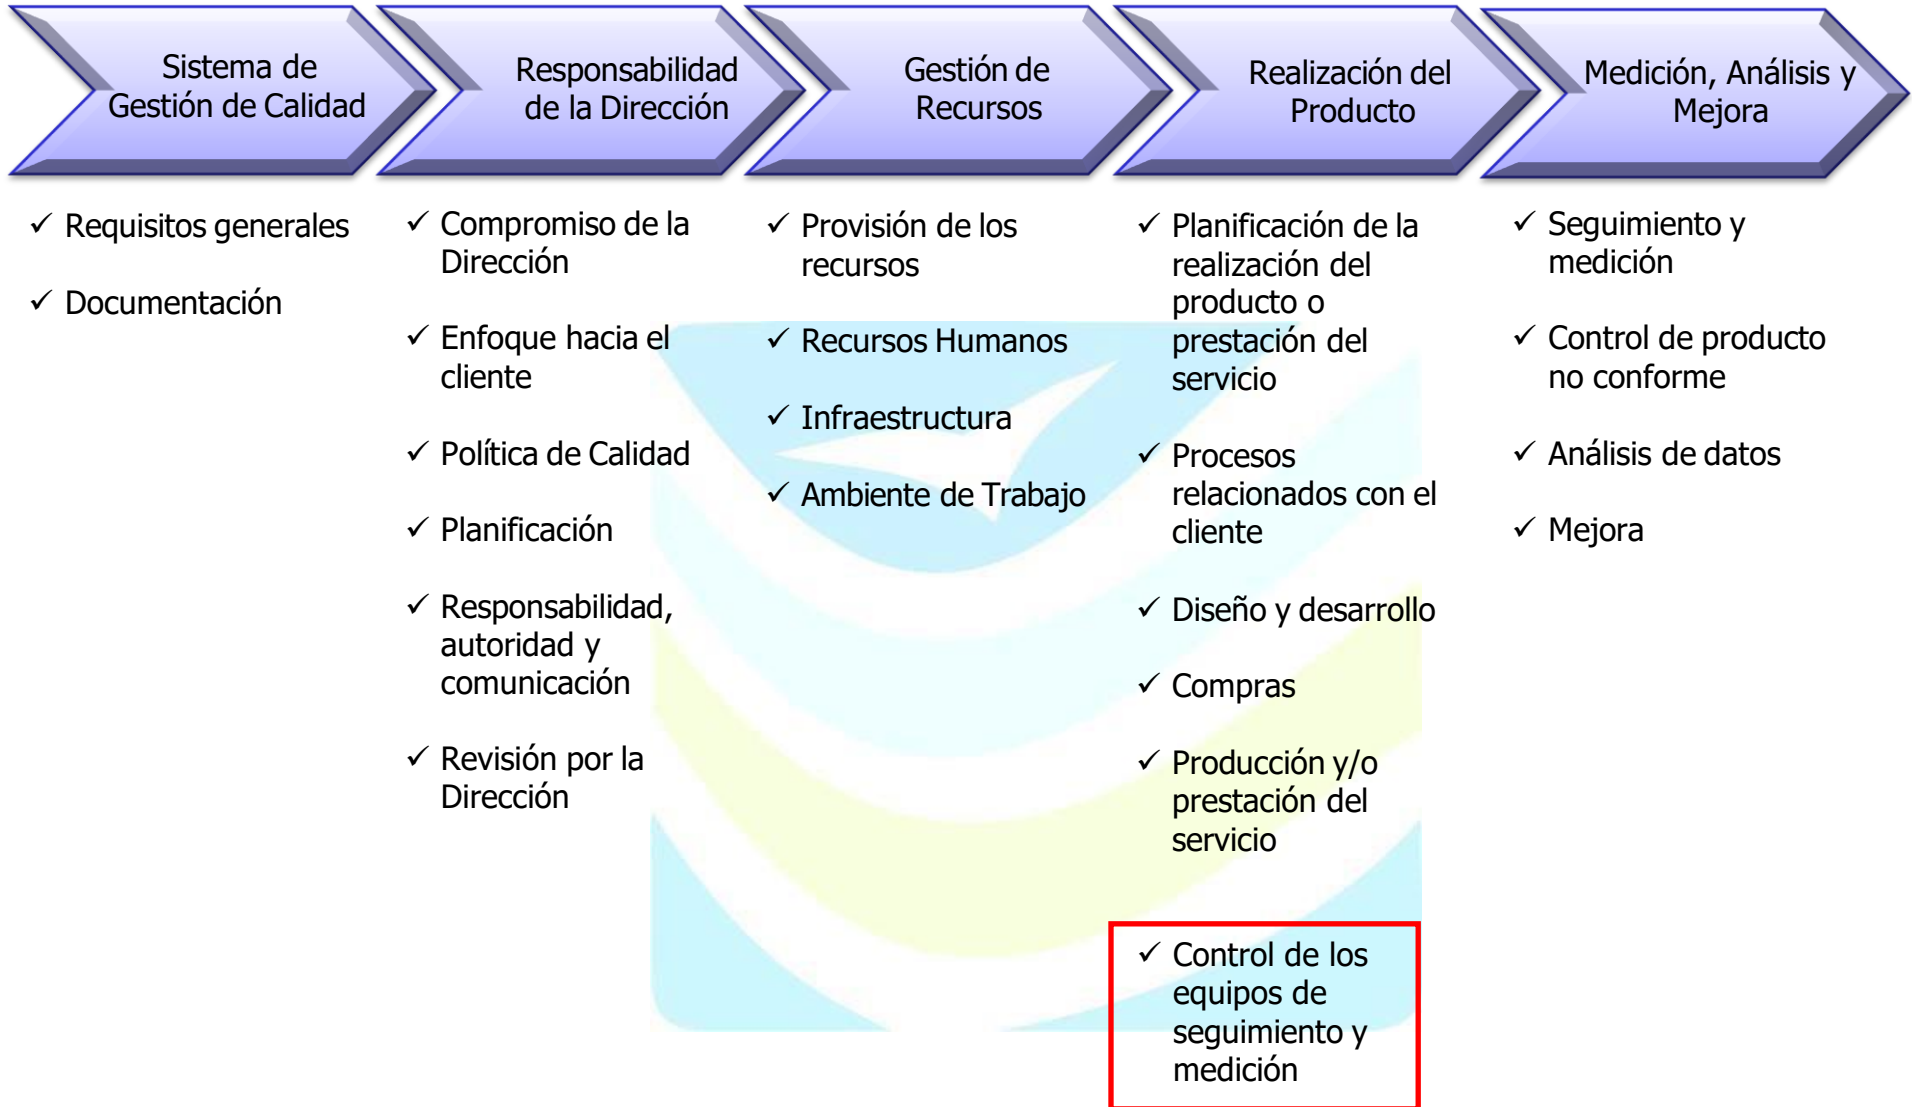 Sistema de
Gestión de Calidad
Responsabilidad
de la Dirección
Gestión de
Recursos
Realización del
Producto
Medición, Análisis y
Mejora
✓ Requisitos generales
✓ Documentación
✓ Compromiso de la
Dirección
✓ Enfoque hacia el
cliente
✓ Política de Calidad
✓ Planificación
✓ Responsabilidad,
autoridad y
comunicación
✓ Revisión por la
Dirección
✓ Provisión de los
recursos
✓ Recursos Humanos
✓ Infraestructura
✓ Ambiente de Trabajo
✓ Planificación de la
realización del
producto o
prestación del
servicio
✓ Procesos
relacionados con el
cliente
✓ Diseño y desarrollo
✓ Compras
✓ Producción y/o
prestación del
servicio
✓ Control de los
equipos de
seguimiento y
medición
✓ Seguimiento y
medición
✓ Control de producto
no conforme
✓ Análisis de datos
✓ Mejora